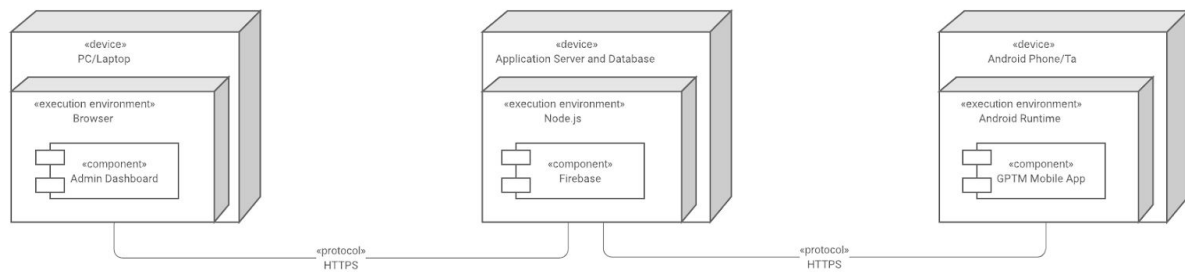 «device»
PC/Laptop
«execution environment»
Browser
«component»
Admin Dashboard
«device»
Application Server and Database
«execution environment»
Node.js
«component»
Firebase
«device»
Android Phone/Ta
«execution environment»
Android Runtime
«component»
GPTM Mobile App
«protocol»
HTTPS
«protocol»
HTTPS